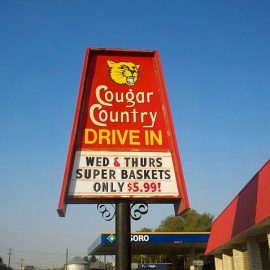 Cougar
Country
DRIVE IN
WED & THURS
SUPER BASKETS
ONLY $5.99!